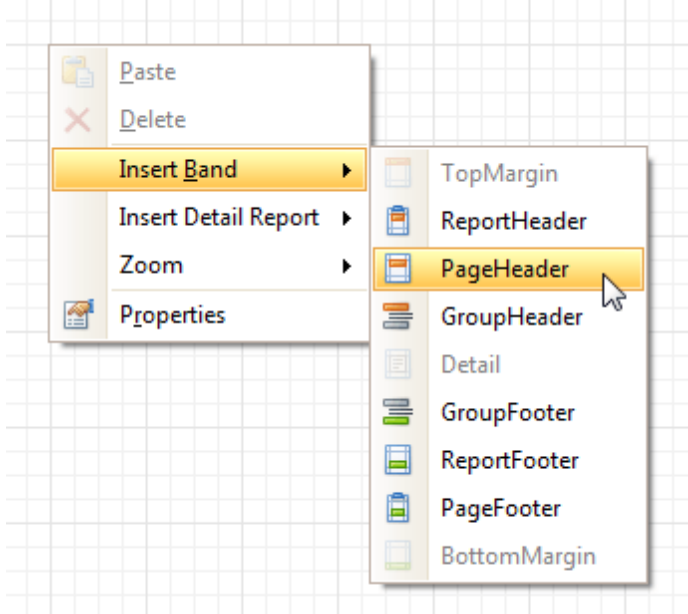 Paste
Delete
Insert Band
Insert Detail Report
Zoom
Properties
TopMargin
ReportHeader
PageHeader
GroupHeader
Detail
GroupFooter
ReportFooter
PageFooter
BottomMargin